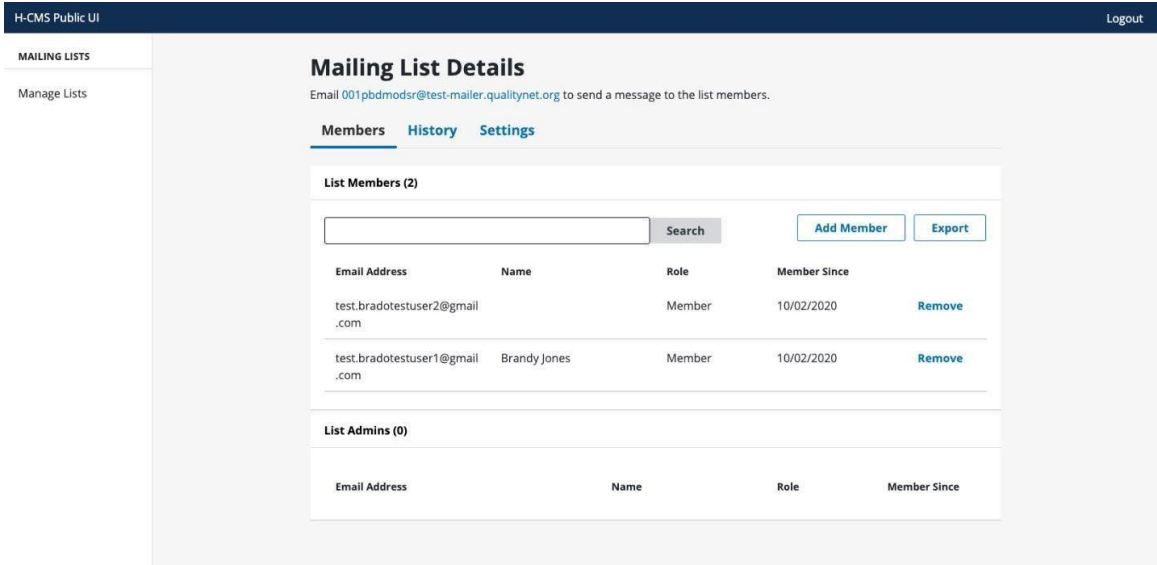 H-CMS Public UI Logout
MAILING LISTS
Manage Lists
Mailing List Details
Email 001pbdmodsr@test-mailer.qualitynet.org to send a message to the list members.
Members History Settings
List Members (2)
Search Add Member Export
Email Address Name Role Member Since
test.bradotestuser2@gmail Member 10/02/2020 Remove
.com
test.bradotestuser1@gmail Brandy Jones Member 10/02/2020 Remove
.com
List Admins (0)
Email Address Name Role Member Since